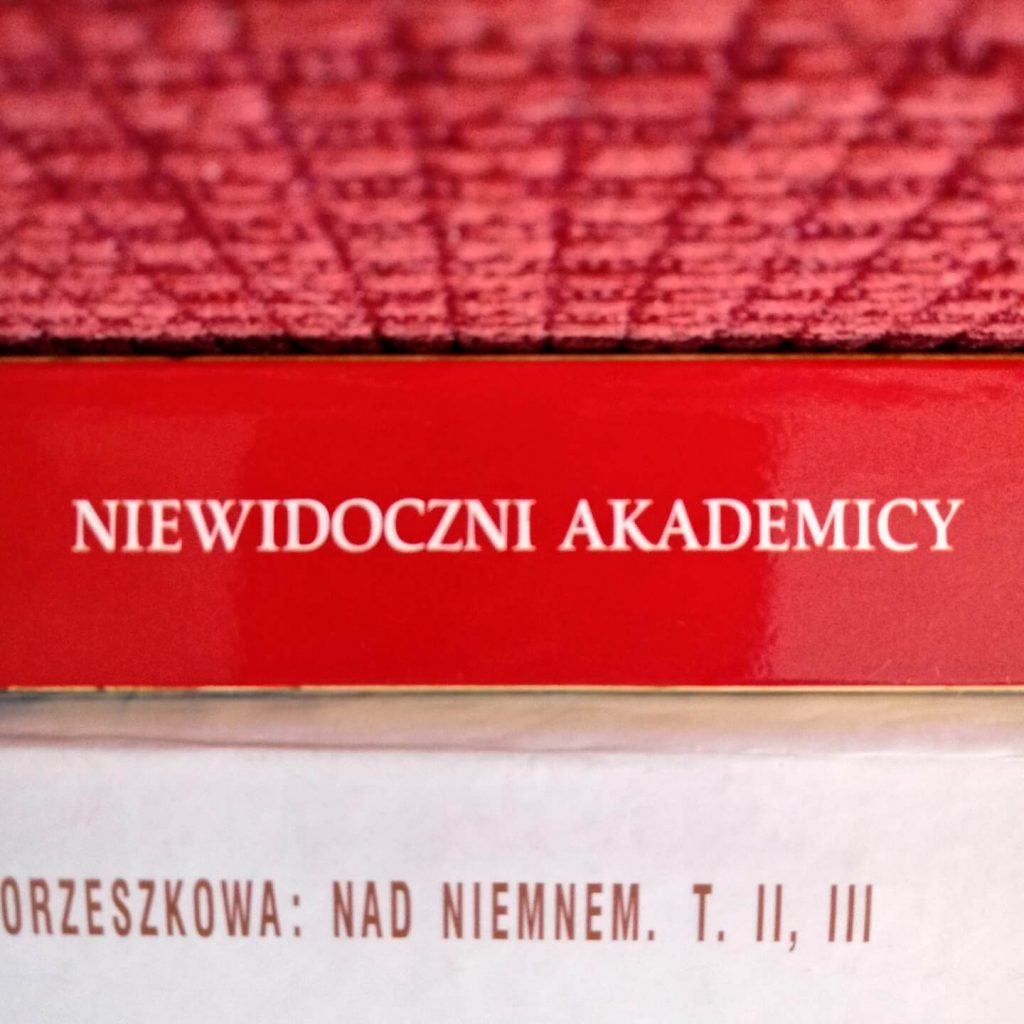 NIEWIDOCZNI AKADEMICY
ORZESZKOWA: NAD NIEMNEM. T. II, III